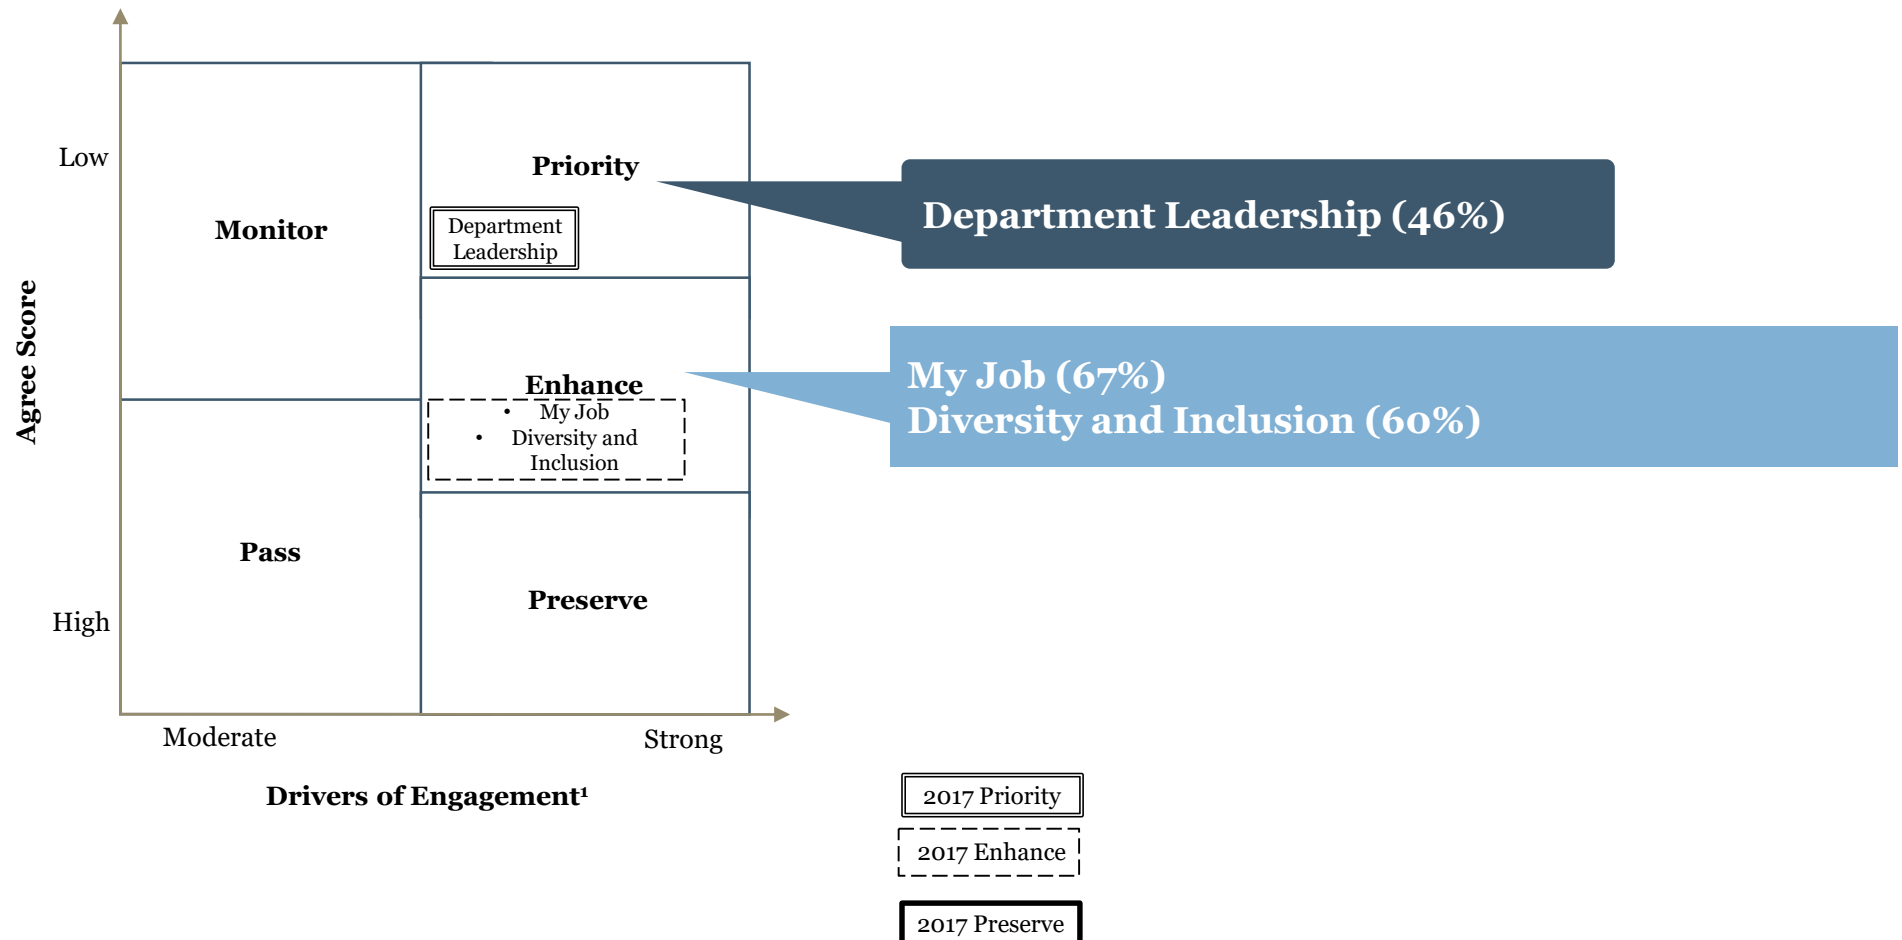 Low
Priority
Department Leadership (46%)
Monitor
Department
Leadership
Agree Score
My Job (67%)
Diversity and Inclusion (60%)
Enhance
• My Job
• Diversity and
Inclusion
Pass
Preserve
High
Moderate
Strong
Drivers of Engagement¹
2017 Priority
2017 Enhance
2017 Preserve